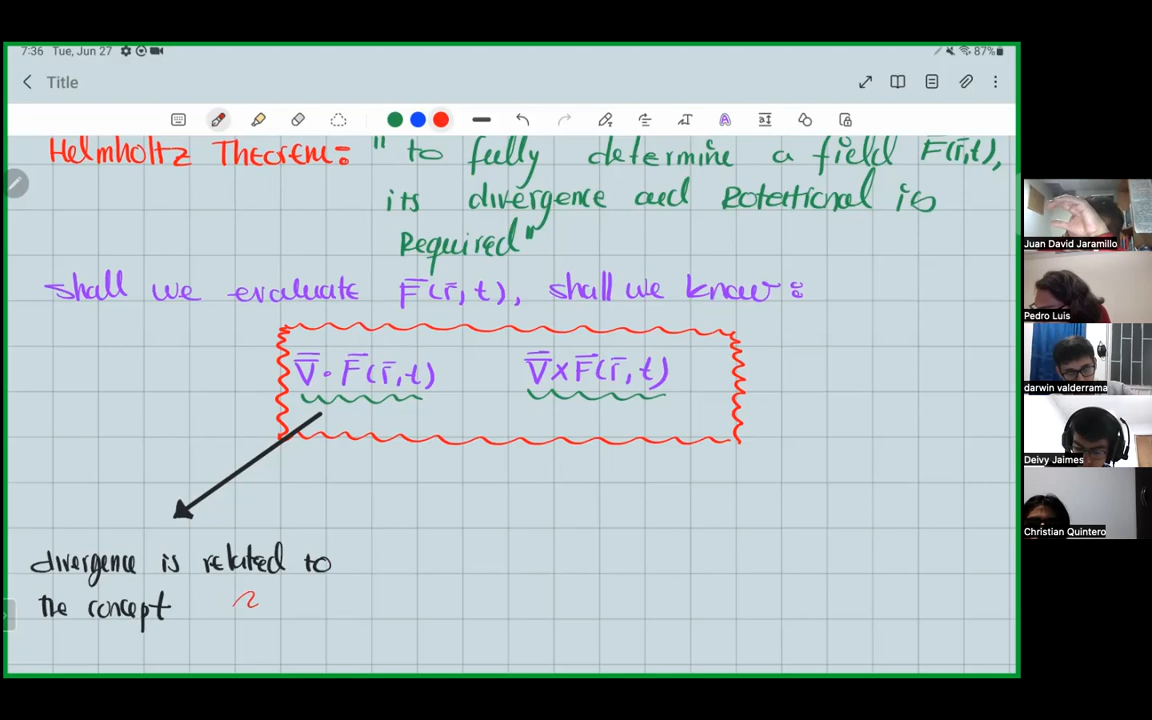 7:36 Tue, Jun 27 87%
Title
Helmholtz Theorem: " to fully determine a field F̄(r̄,t),
its divergence and Rotational is
Required"
shall we evaluate F̄(r̄,t), shall we know:
∇̄·F̄(r̄,t) ∇̄×F̄(r̄,t)
divergence is related to
the concept
Juan David Jaramillo
Pedro Luis
darwin valderrama
Deivy Jaimes
Christian Quintero